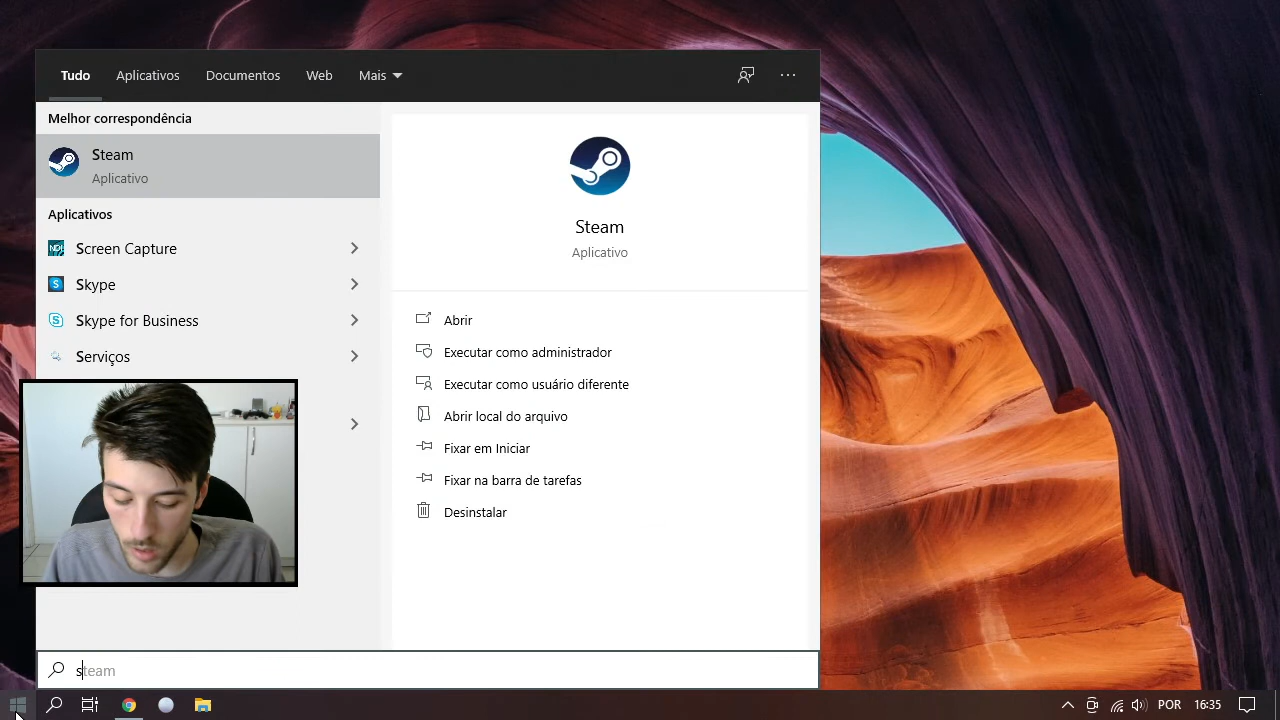 Tudo Aplicativos Documentos Web Mais
Melhor correspondência
Steam
Aplicativo
Aplicativos
Screen Capture
Skype
Skype for Business
Serviços
Steam
Aplicativo
Abrir
Executar como administrador
Executar como usuário diferente
Abrir local do arquivo
Fixar em Iniciar
Fixar na barra de tarefas
Desinstalar
steam
POR 16:35